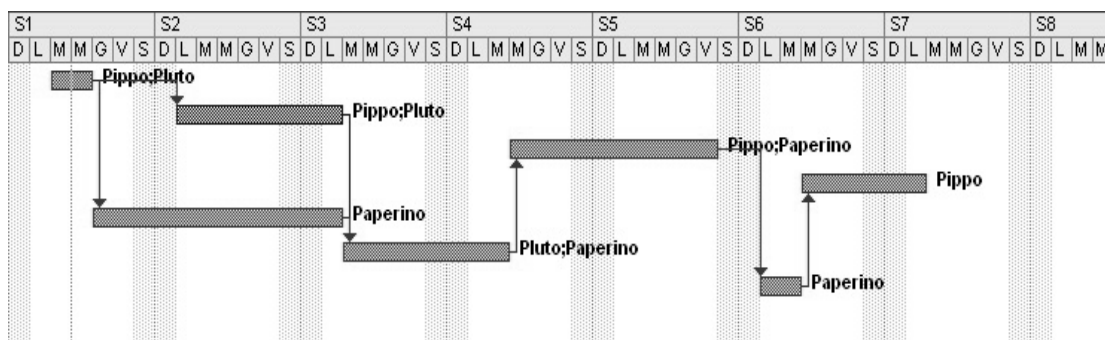 S1 S2 S3 S4 S5 S6 S7 S8
D L M M G V S D L M M G V S D L M M G V S D L M M G V S D L M M G V S D L M M G V S D L M M G V S D L M M
Pippo;Pluto
Pippo;Pluto
Pippo;Paperino
Pippo
Paperino
Pluto;Paperino
Paperino